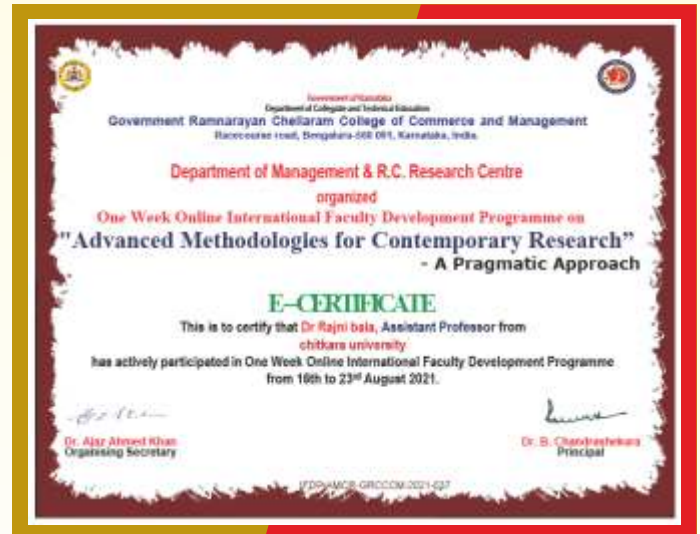 Government of Karnataka
Department of Collegiate and Technical Education
Government Ramnarayan Chellaram College of Commerce and Management
Racecourse road, Bengaluru-560 001, Karnataka, India.
Department of Management & R.C. Research Centre
organized
One Week Online International Faculty Development Programme on
"Advanced Methodologies for Contemporary Research”
- A Pragmatic Approach
E-CERTIFICATE
This is to certify that Dr Rajni bala, Assistant Professor from
chitkara university
has actively participated in One Week Online International Faculty Development Programme
from 16th to 23rd August 2021.
Dr. Ajaz Ahmed Khan
Organising Secretary
Dr. B. Chandrashekara
Principal